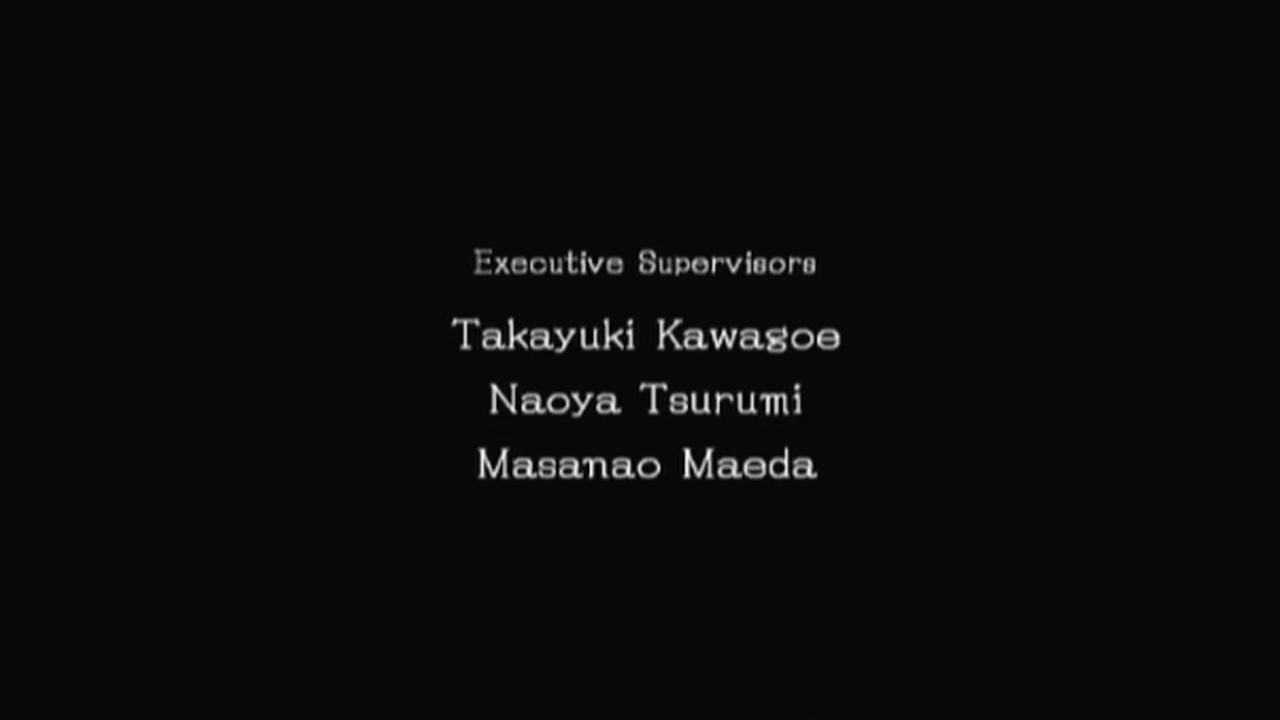 Executive Supervisors
Takayuki Kawagoe
Naoya Tsurumi
Masanao Maeda